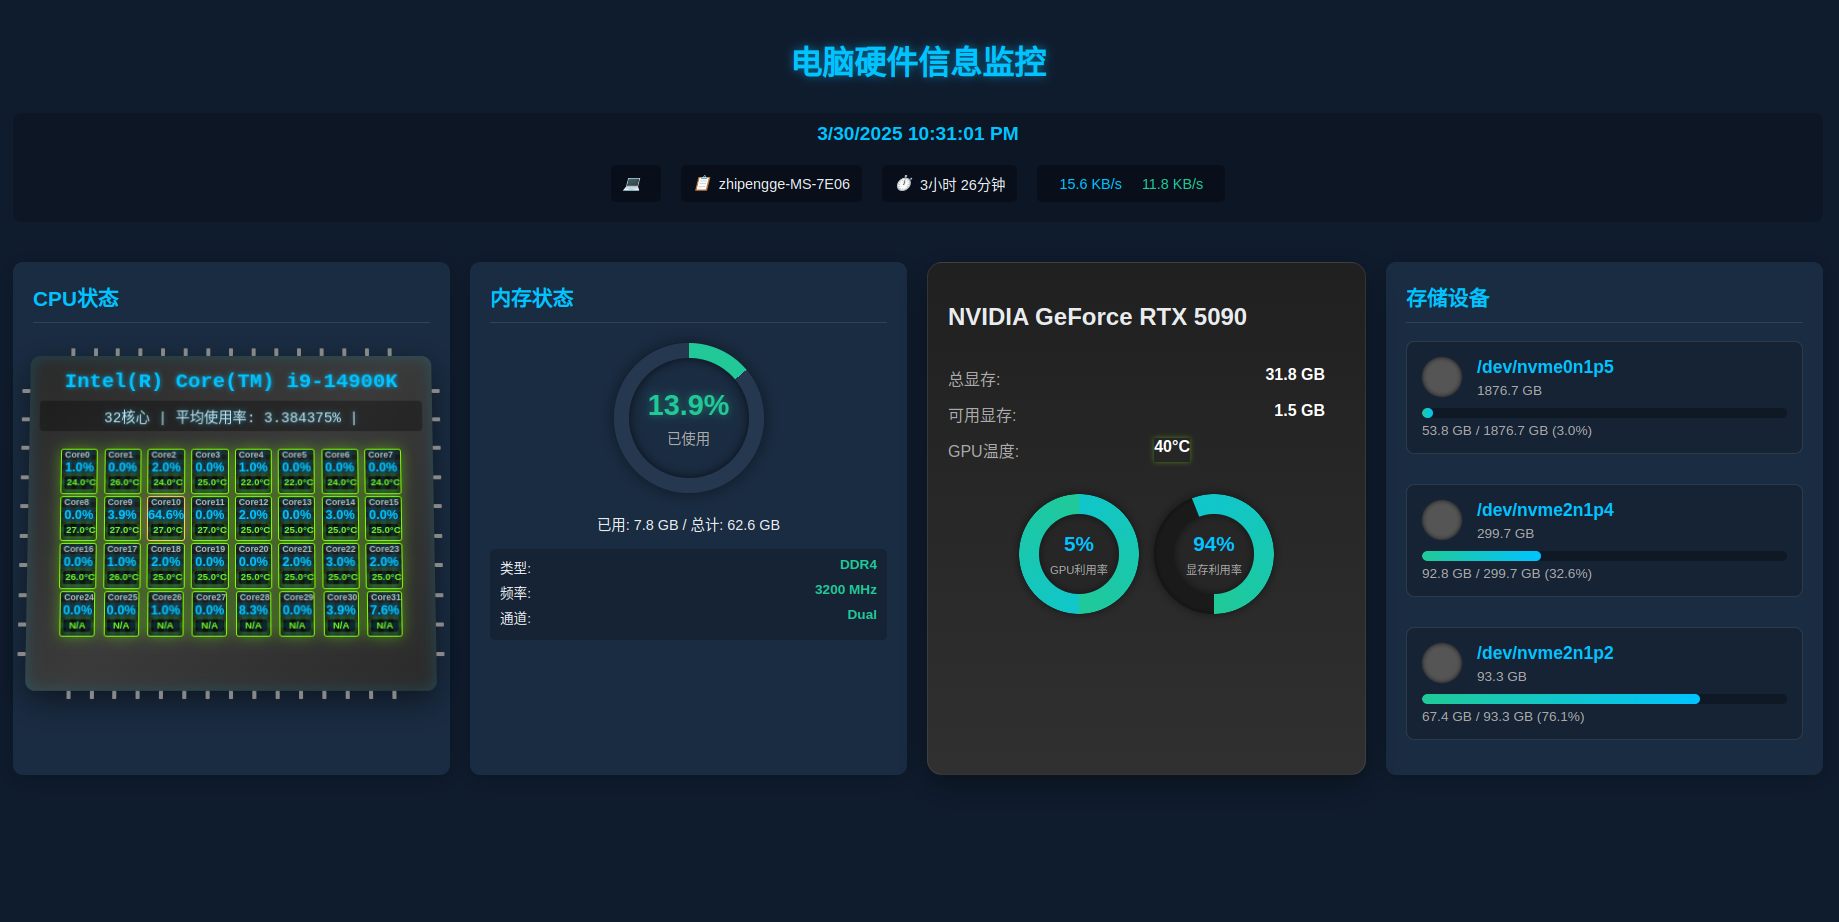 电脑硬件信息监控
3/30/2025 10:31:01 PM
zhipengge-MS-7E06
3小时 26分钟
15.6 KB/s 11.8 KB/s
CPU状态
Intel(R) Core(TM) i9-14900K
32核心 | 平均使用率: 3.384375% |
Core0 Core1 Core2 Core3 Core4 Core5 Core6 Core7
1.0% 0.0% 2.0% 0.0% 1.0% 0.0% 0.0% 0.0%
24.0°C 26.0°C 24.0°C 25.0°C 22.0°C 22.0°C 24.0°C 24.0°C
Core8 Core9 Core10 Core11 Core12 Core13 Core14 Core15
0.0% 3.9% 64.6% 0.0% 2.0% 0.0% 3.0% 0.0%
27.0°C 27.0°C 27.0°C 27.0°C 25.0°C 25.0°C 25.0°C 25.0°C
Core16 Core17 Core18 Core19 Core20 Core21 Core22 Core23
0.0% 1.0% 2.0% 0.0% 0.0% 2.0% 3.0% 2.0%
26.0°C 26.0°C 25.0°C 25.0°C 25.0°C 25.0°C 25.0°C 25.0°C
Core24 Core25 Core26 Core27 Core28 Core29 Core30 Core31
0.0% 0.0% 1.0% 0.0% 8.3% 0.0% 3.9% 7.6%
N/A N/A N/A N/A N/A N/A N/A N/A
内存状态
13.9%
已使用
已用: 7.8 GB / 总计: 62.6 GB
类型: DDR4
频率: 3200 MHz
通道: Dual
NVIDIA GeForce RTX 5090
总显存: 31.8 GB
可用显存: 1.5 GB
GPU温度: 40°C
5%
GPU利用率
94%
显存利用率
存储设备
/dev/nvme0n1p5
1876.7 GB
53.8 GB / 1876.7 GB (3.0%)
/dev/nvme2n1p4
299.7 GB
92.8 GB / 299.7 GB (32.6%)
/dev/nvme2n1p2
93.3 GB
67.4 GB / 93.3 GB (76.1%)